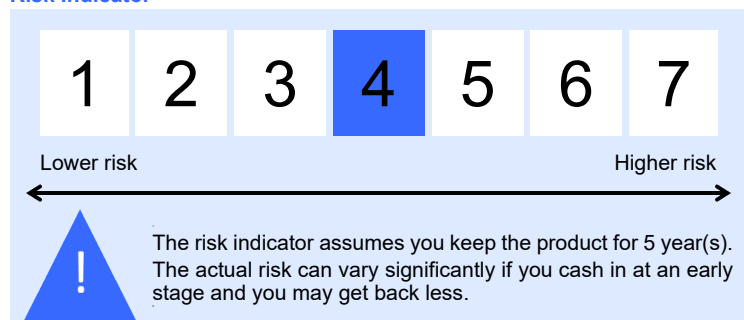 Risk Indicator
1 2 3 4 5 6 7
Lower risk Higher risk
!
The risk indicator assumes you keep the product for 5 year(s).
The actual risk can vary significantly if you cash in at an early
stage and you may get back less.